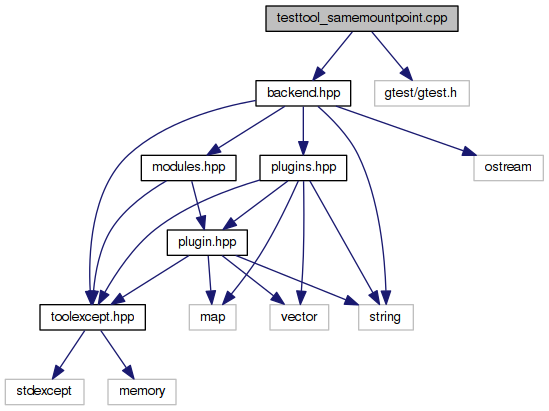 testtool_samemountpoint.cpp
backend.hpp
gtest/gtest.h
modules.hpp
plugins.hpp
ostream
plugin.hpp
toolexcept.hpp
map
vector
string
stdexcept
memory